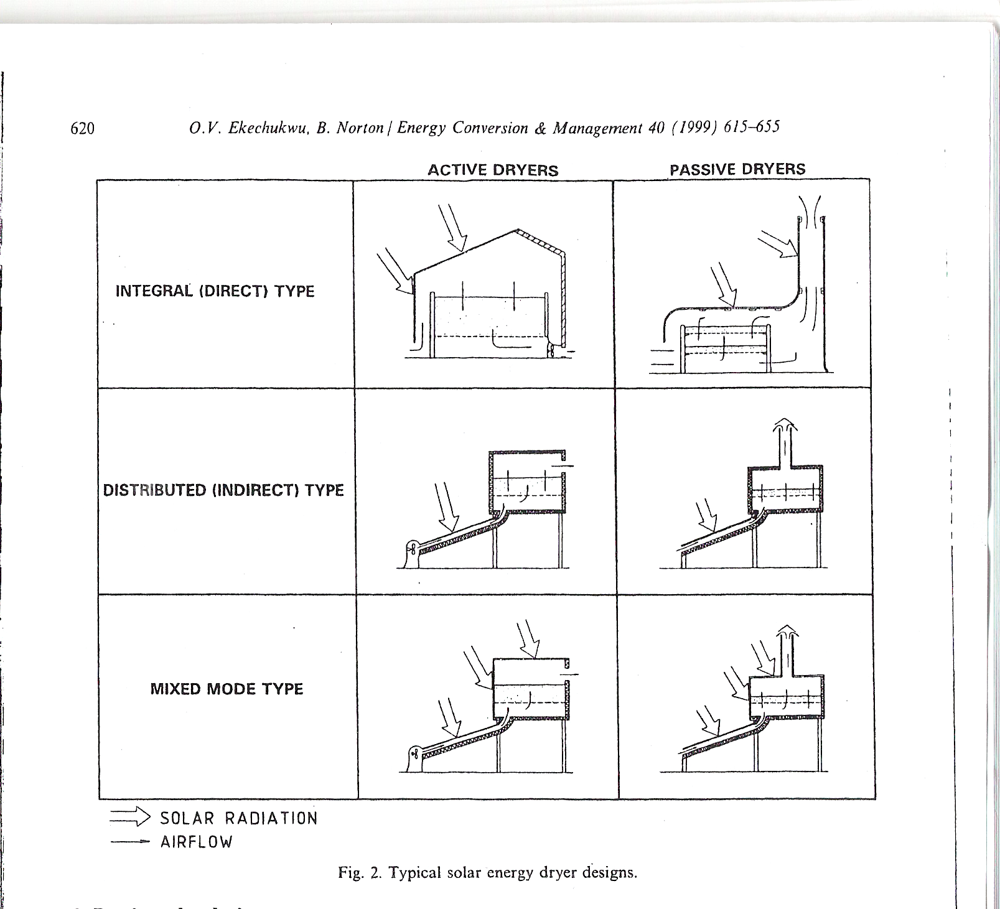 620 O.V. Ekechukwu, B. Norton / Energy Conversion & Management 40 (1999) 615–655
ACTIVE DRYERS PASSIVE DRYERS
INTEGRAL (DIRECT) TYPE
DISTRIBUTED (INDIRECT) TYPE
MIXED MODE TYPE
SOLAR RADIATION
AIRFLOW
Fig. 2. Typical solar energy dryer designs.